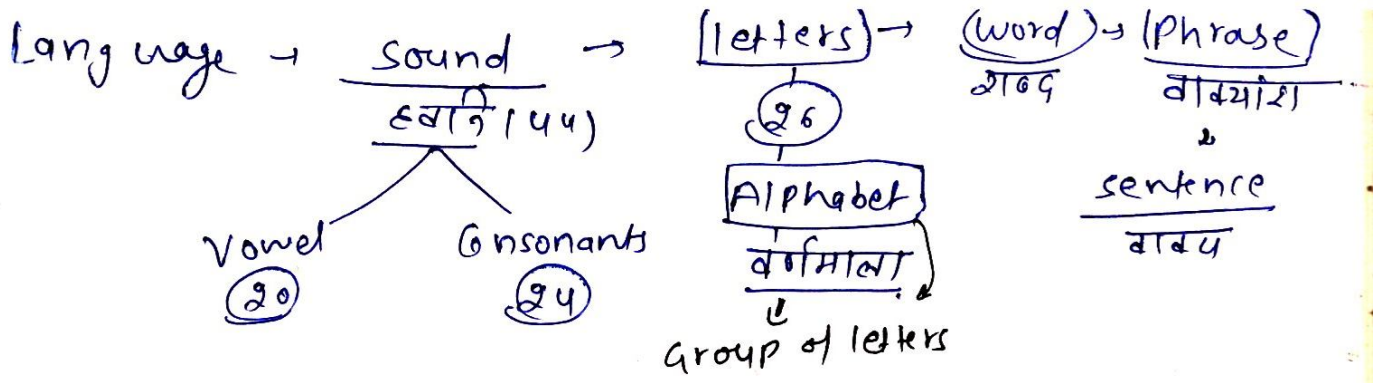 Language → sound → (letters) → (word) → (Phrase)
ध्वनि (44) 26 शब्द वाक्यांश
Alphabet sentence
Vowel Consonants वर्णमाला वाक्य
20 24
Group of letters